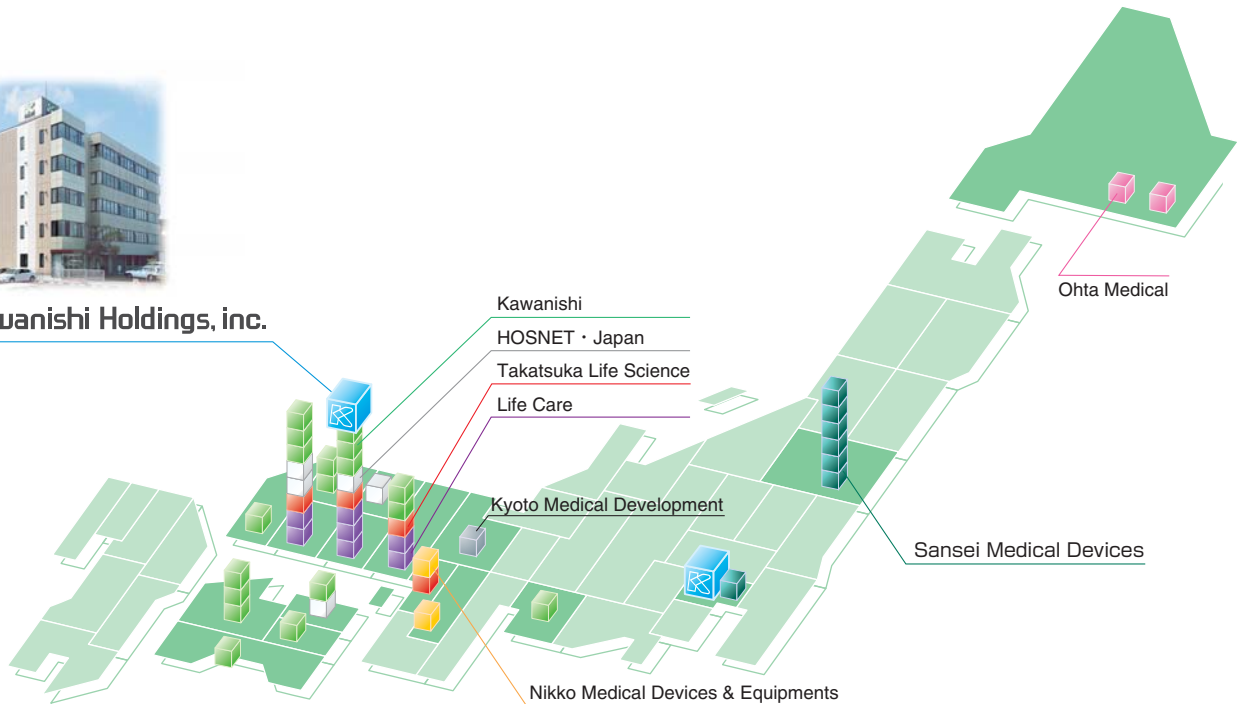 Holdings, inc.
Kawanishi
HOSNET・Japan
Takatsuka Life Science
Life Care
Kyoto Medical Development
Ohta Medical
Sansei Medical Devices
Nikko Medical Devices & Equipments